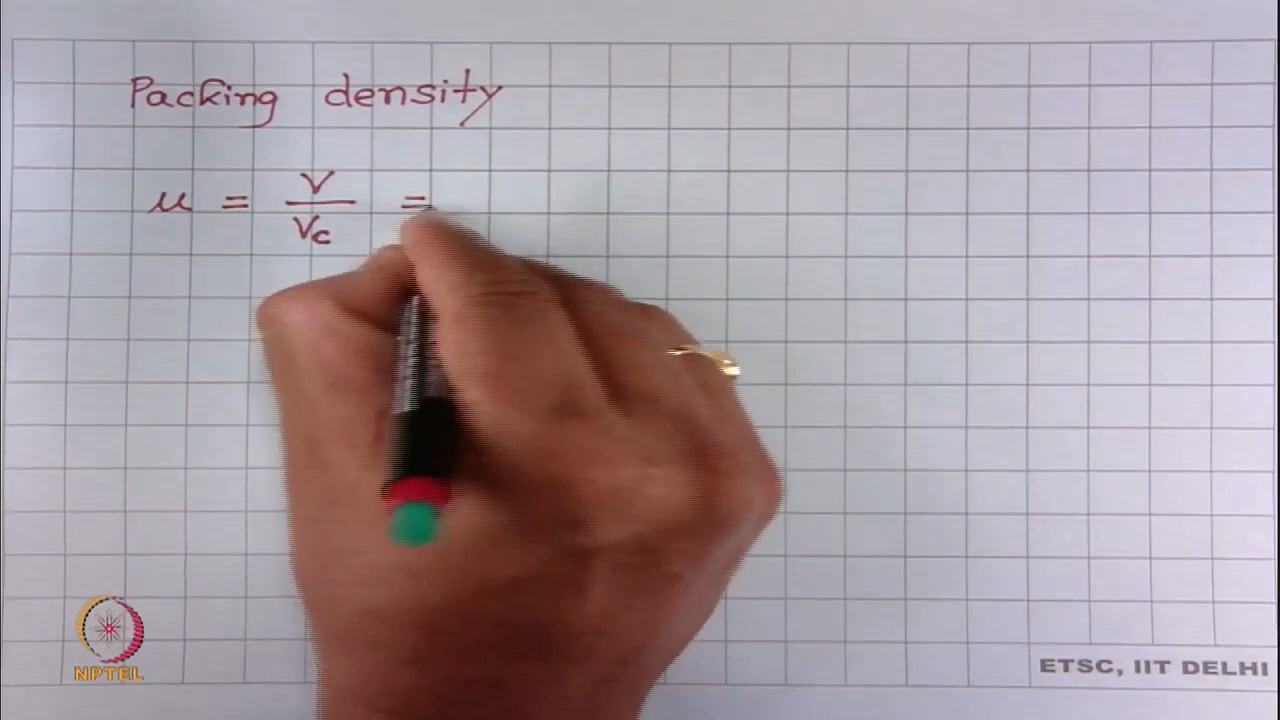 Packing density
μ = V / Vc =
NPTEL
ETSC, IIT DELHI